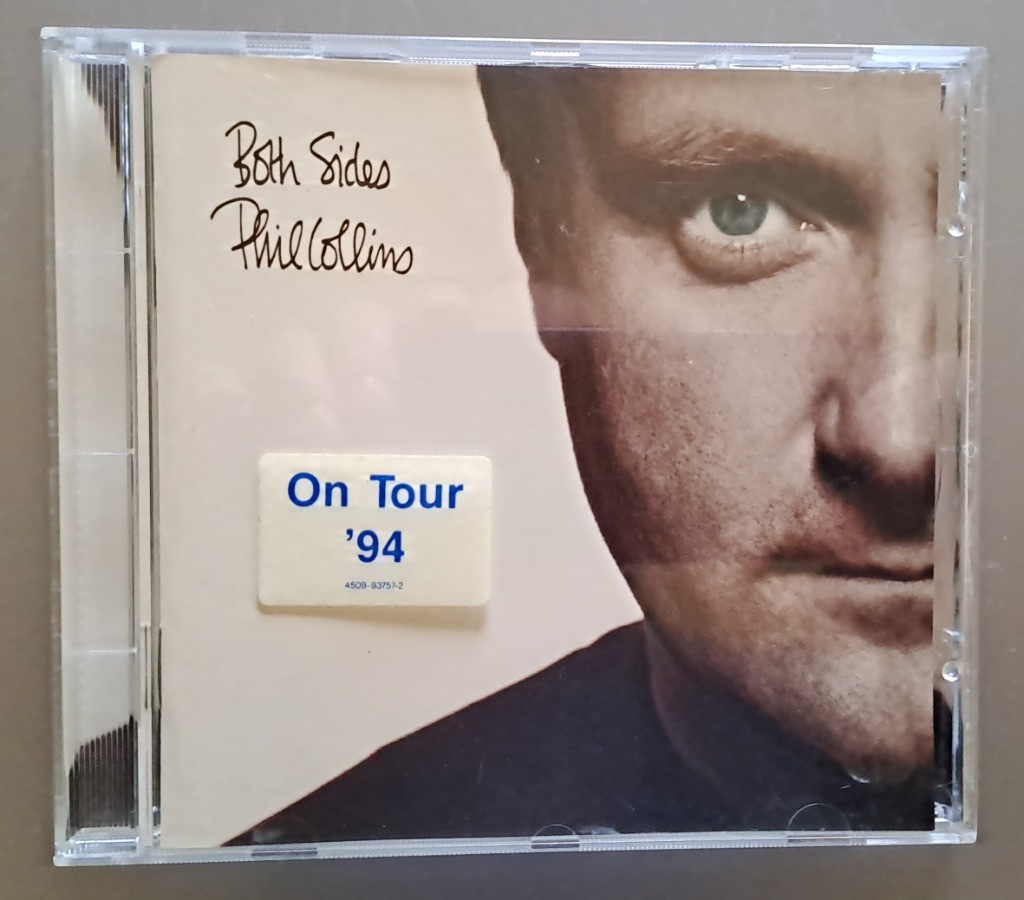 Both Sides
Phil Collins
On Tour
'94
4509-93757-2